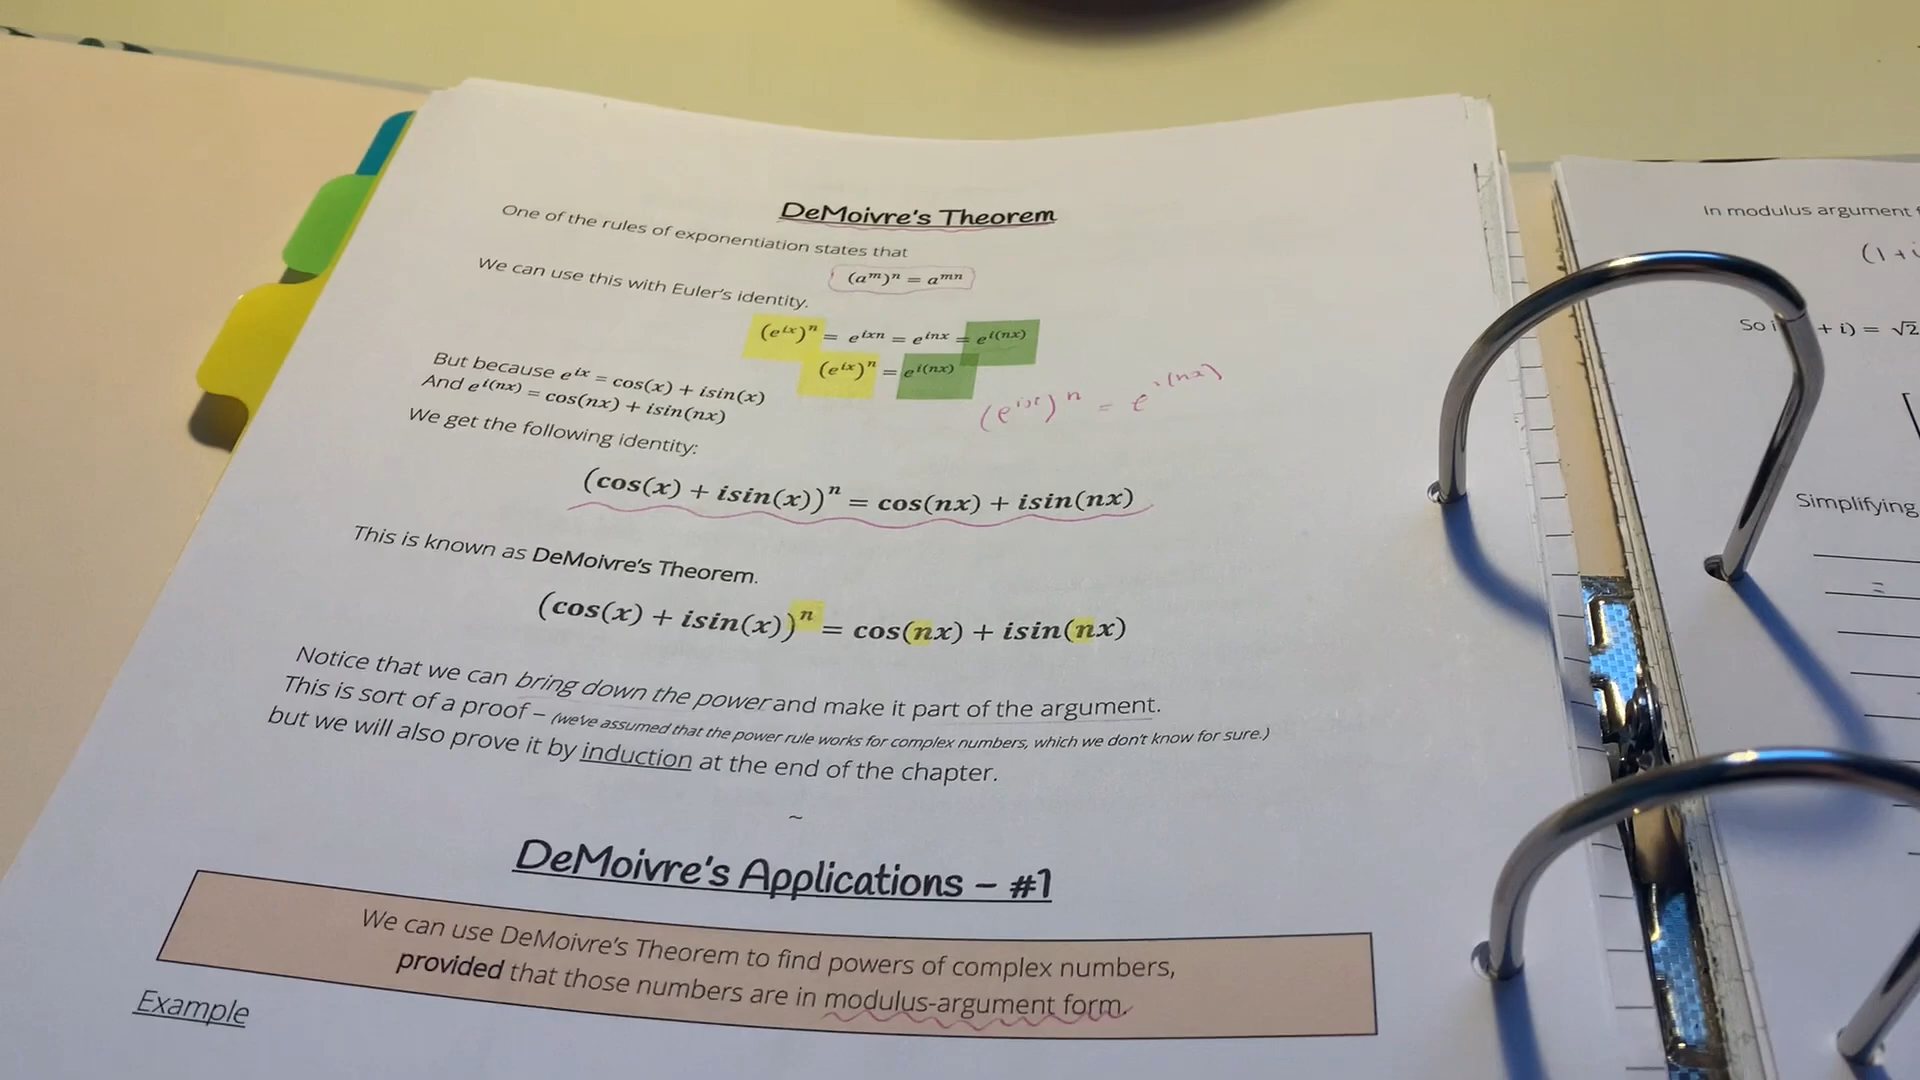 DeMoivre's Theorem
One of the rules of exponentiation states that
(a^m)^n = a^mn
We can use this with Euler's identity.
(e^ix)^n = e^ixn = e^inx = e^i(nx)
(e^ix)^n = e^i(nx)
But because e^ix = cos(x) + isin(x)
And e^i(nx) = cos(nx) + isin(nx)
(e^ix)^n = e^i(nx)
We get the following identity:
(cos(x) + isin(x))^n = cos(nx) + isin(nx)
This is known as DeMoivre's Theorem.
(cos(x) + isin(x))^n = cos(nx) + isin(nx)
Notice that we can bring down the power and make it part of the argument.
This is sort of a proof – (we've assumed that the power rule works for complex numbers, which we don't know for sure.)
but we will also prove it by induction at the end of the chapter.
~
DeMoivre's Applications – #1
We can use DeMoivre's Theorem to find powers of complex numbers,
provided that those numbers are in modulus-argument form.
Example
In modulus argument
(1+i
So + i) = √2
Simplifying
=